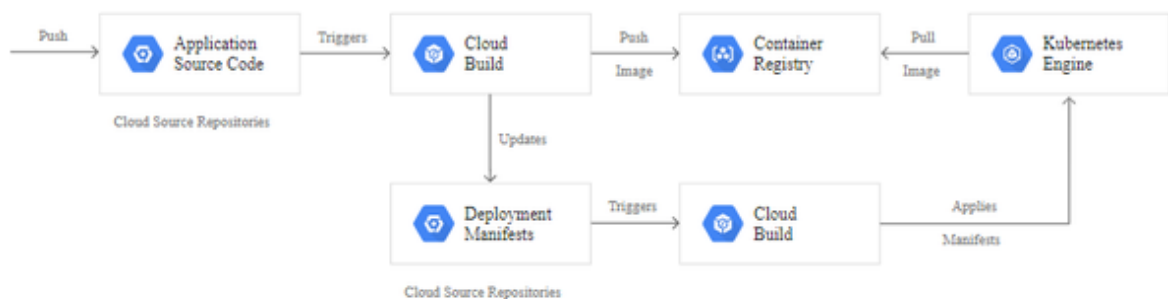 Push
Application
Source Code
Triggers
Cloud
Build
Push
Image
Container
Registry
Pull
Image
Kubernetes
Engine
Cloud Source Repositories
Updates
Deployment
Manifests
Triggers
Cloud
Build
Applies
Manifests
Cloud Source Repositories